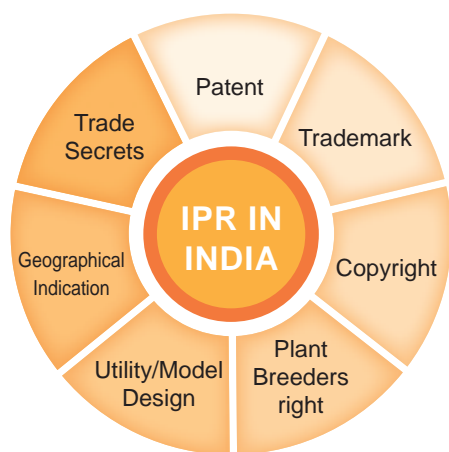 IPR IN
INDIA
Patent
Trademark
Copyright
Plant
Breeders
right
Utility/Model
Design
Geographical
Indication
Trade
Secrets